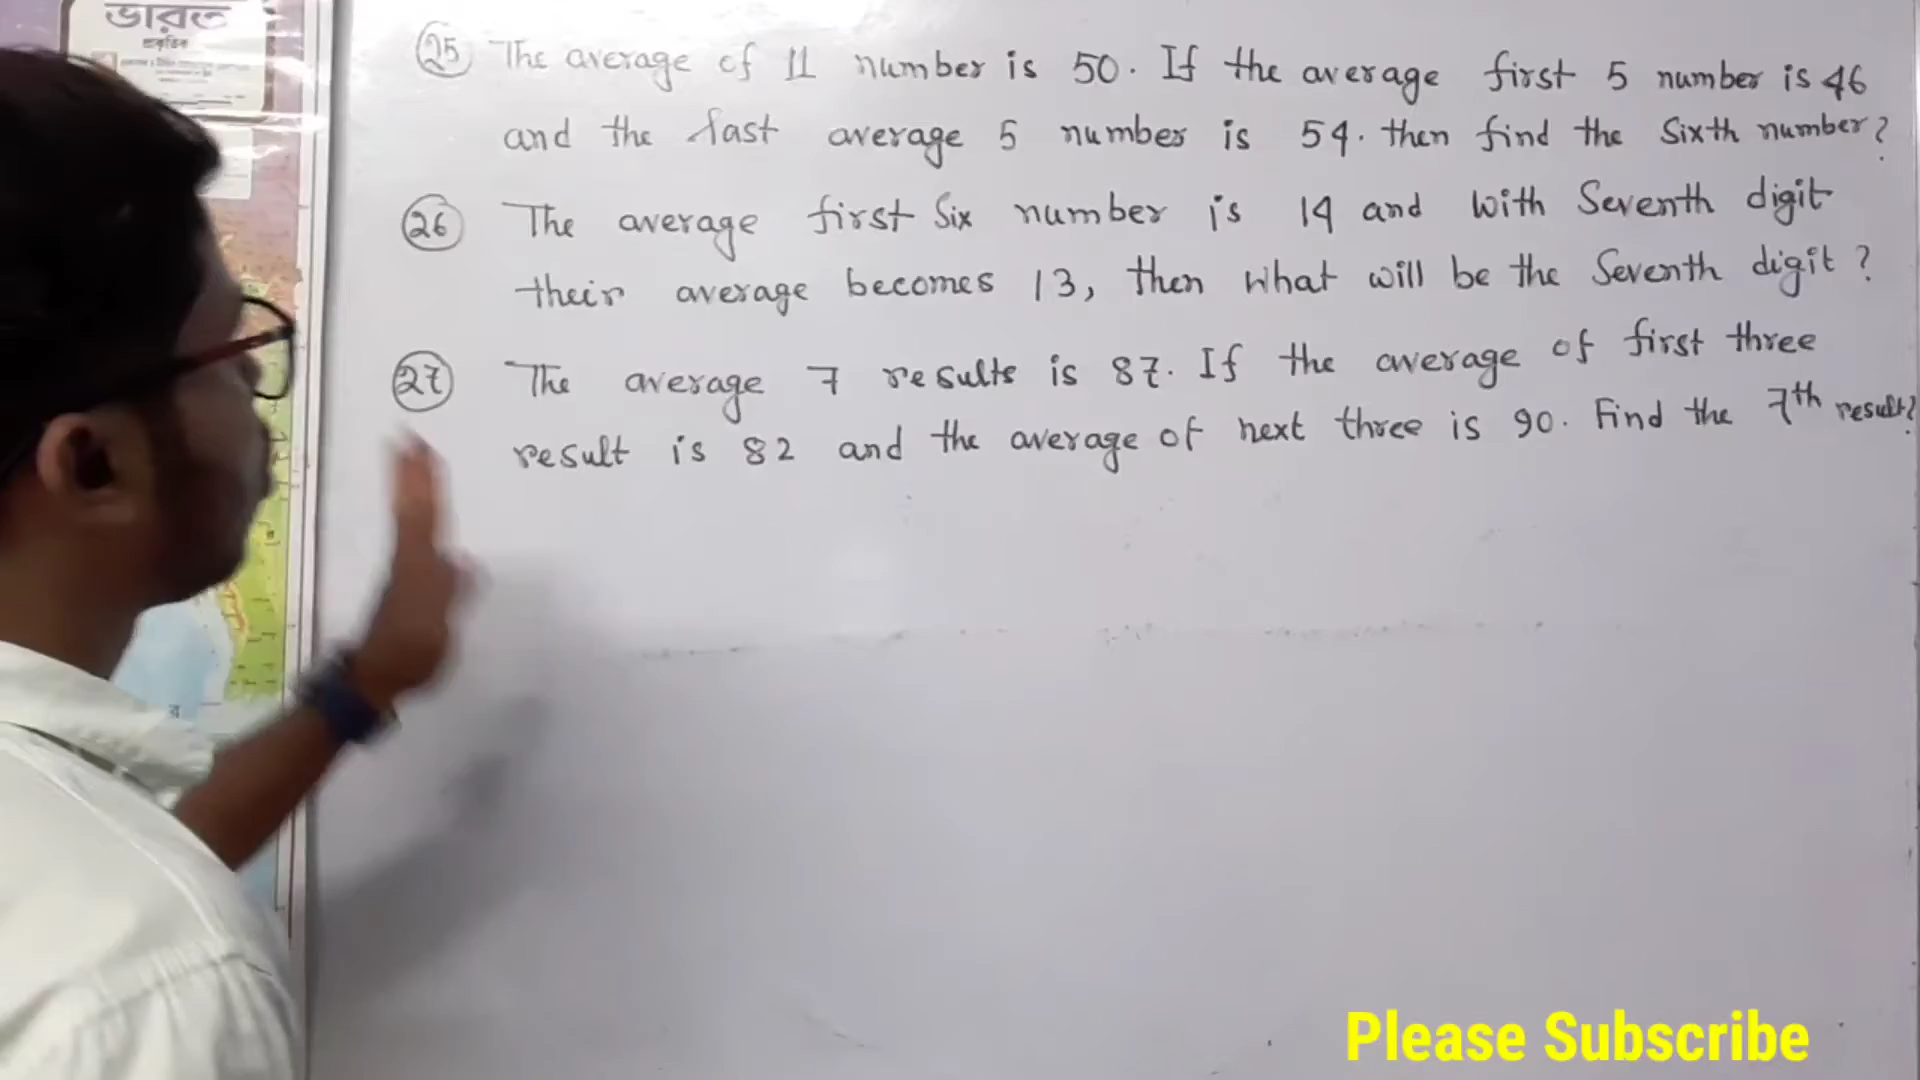 ভারত
প্রাকৃতিক
25 The average of 11 number is 50. If the average first 5 number is 46
and the last average 5 number is 54. then find the Sixth number?
26 The average first Six number is 14 and with Seventh digit
their average becomes 13, then what will be the Seventh digit?
27 The average 7 results is 87. If the average of first three
result is 82 and the average of next three is 90. Find the 7th result?
Please Subscribe